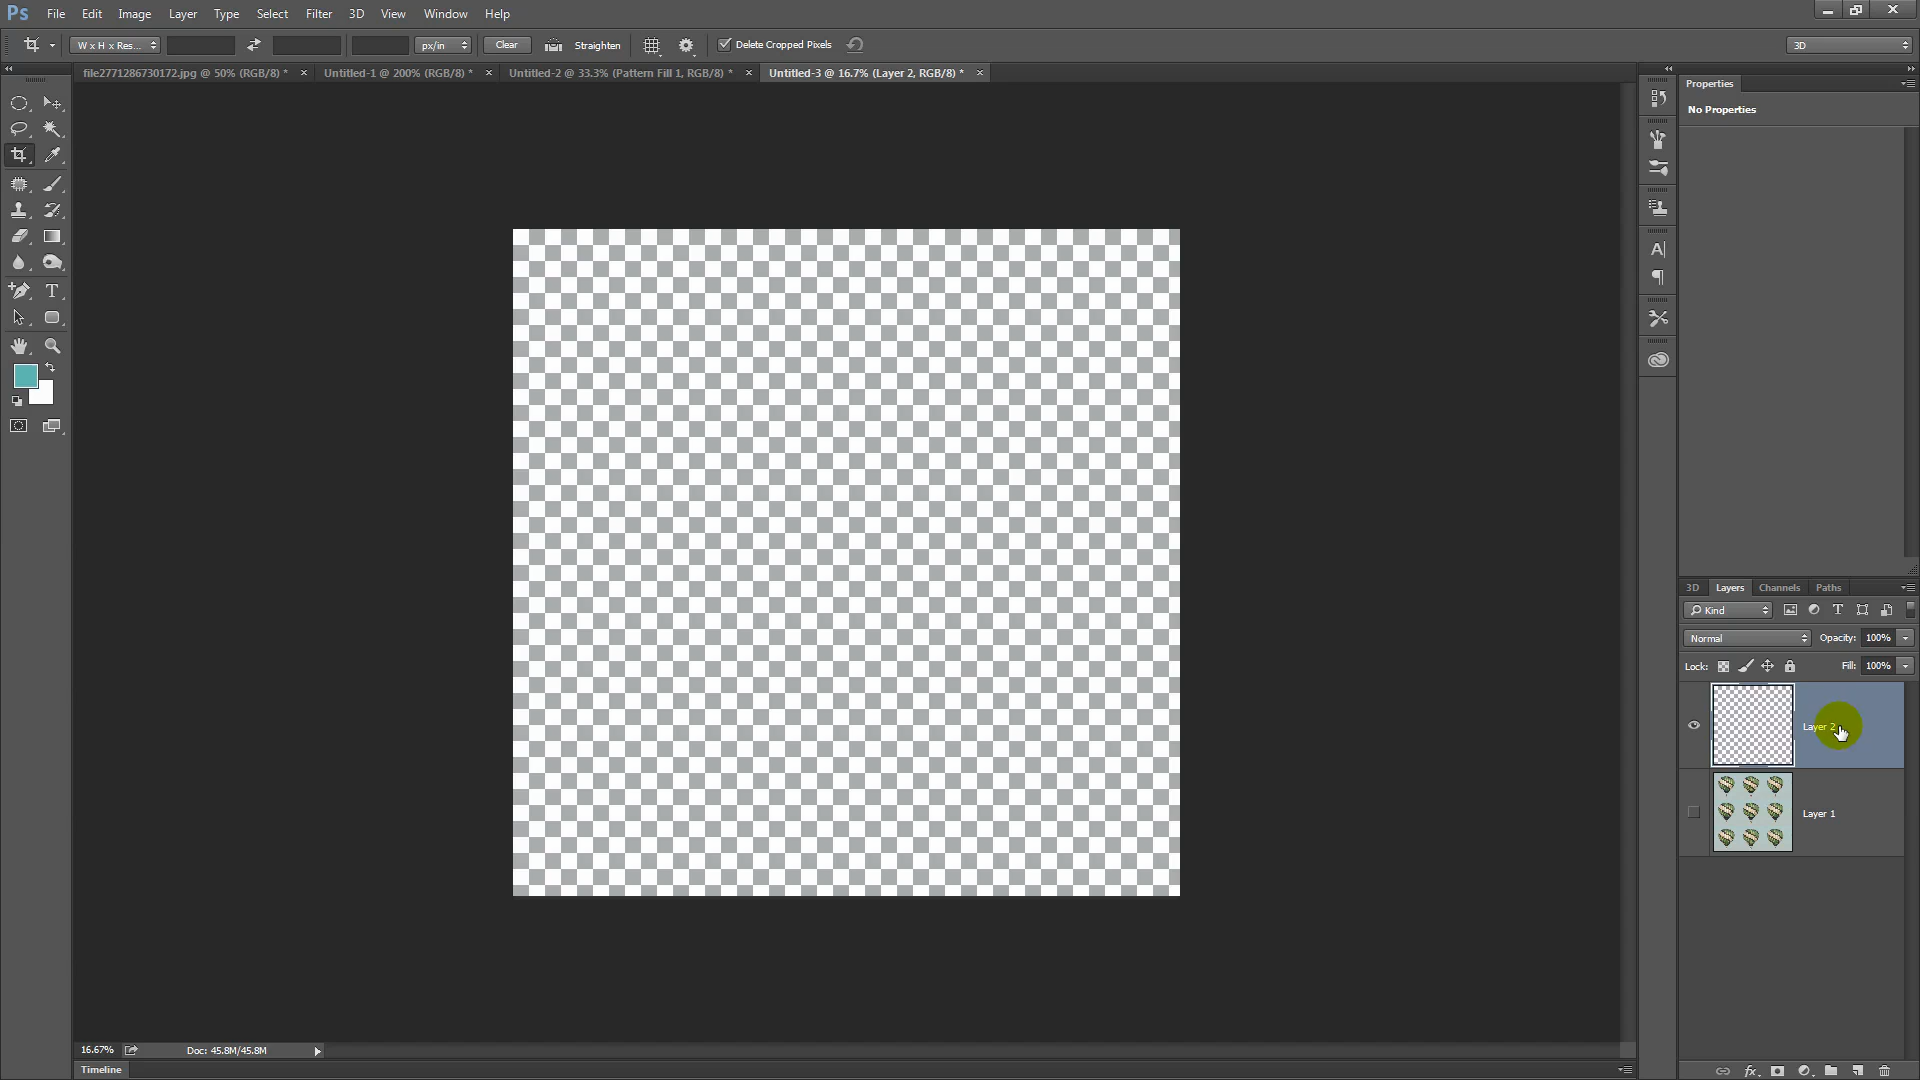 Ps File Edit Image Layer Type Select Filter 3D View Window Help
W x H x Res... px/in Clear Straighten Delete Cropped Pixels 3D
file2771286730172.jpg @ 50% (RGB/8) * × Untitled-1 @ 200% (RGB/8) * × Untitled-2 @ 33.3% (Pattern Fill 1, RGB/8) * × Untitled-3 @ 16.7% (Layer 2, RGB/8) * ×
Properties
No Properties
3D Layers Channels Paths
Kind
Normal Opacity: 100%
Lock: Fill: 100%
Layer 2
Layer 1
16.67% Doc: 45.8M/45.8M
Timeline